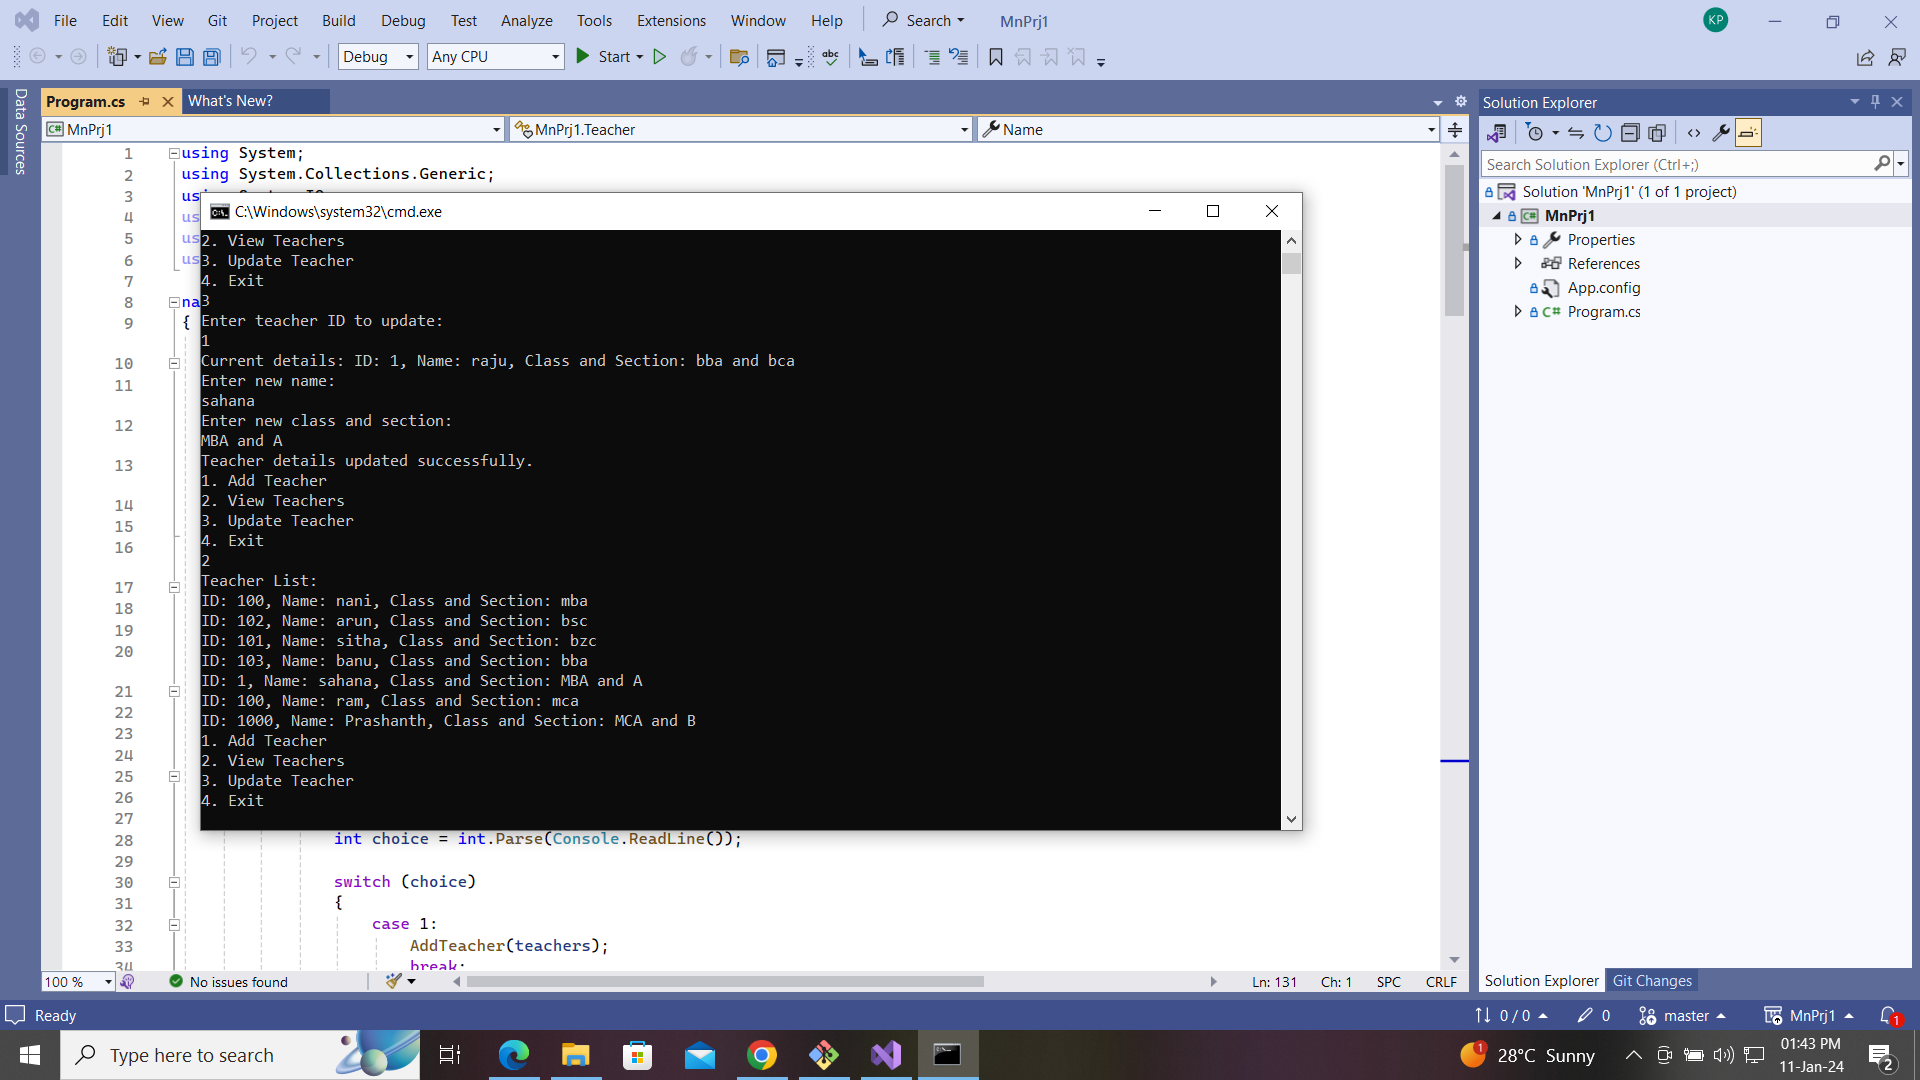 File Edit View Git Project Build Debug Test Analyze Tools Extensions Window Help Search MnPrj1 KP
Debug Any CPU Start
Data Sources
Program.cs What's New?
MnPrj1 MnPrj1.Teacher Name
1 using System;
2 using System.Collections.Generic;
3
4
5
6
7
8
9 {
10
11
12
13
14
15
16
17
18
19
20
21
22
23
24
25
26
27
28 int choice = int.Parse(Console.ReadLine());
29
30 switch (choice)
31 {
32 case 1:
33 AddTeacher(teachers);
34 break;
C:\Windows\system32\cmd.exe
2. View Teachers
3. Update Teacher
4. Exit
3
Enter teacher ID to update:
1
Current details: ID: 1, Name: raju, Class and Section: bba and bca
Enter new name:
sahana
Enter new class and section:
MBA and A
Teacher details updated successfully.
1. Add Teacher
2. View Teachers
3. Update Teacher
4. Exit
2
Teacher List:
ID: 100, Name: nani, Class and Section: mba
ID: 102, Name: arun, Class and Section: bsc
ID: 101, Name: sitha, Class and Section: bzc
ID: 103, Name: banu, Class and Section: bba
ID: 1, Name: sahana, Class and Section: MBA and A
ID: 100, Name: ram, Class and Section: mca
ID: 1000, Name: Prashanth, Class and Section: MCA and B
1. Add Teacher
2. View Teachers
3. Update Teacher
4. Exit
100 % No issues found Ln: 131 Ch: 1 SPC CRLF
Solution Explorer
Search Solution Explorer (Ctrl+;)
Solution 'MnPrj1' (1 of 1 project)
MnPrj1
Properties
References
App.config
Program.cs
Solution Explorer Git Changes
Ready 0 / 0 0 master MnPrj1 1
Type here to search 1 28°C Sunny 01:43 PM
11-Jan-24 2